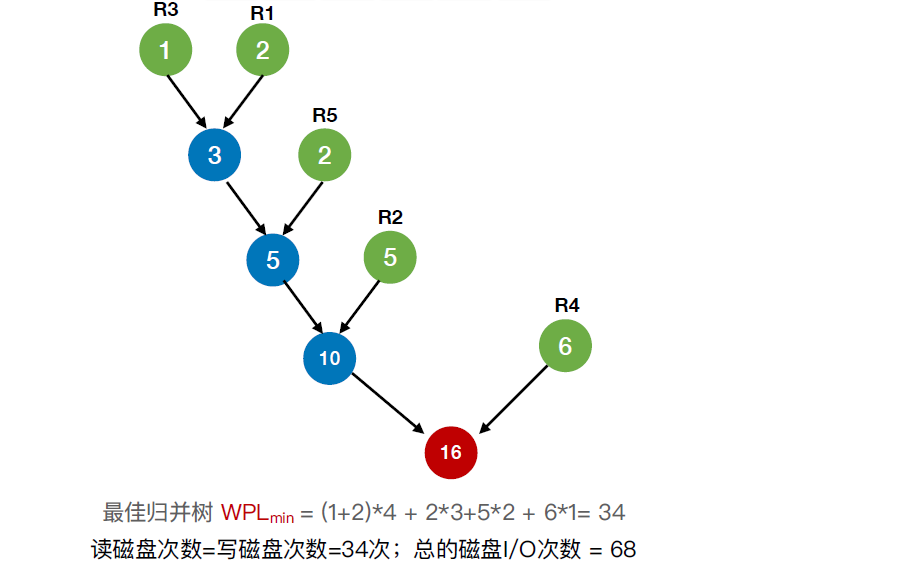 R3 R1
1 2
R5
3 2
R2
5 5
R4
10 6
16
最佳归并树 WPLmin = (1+2)*4 + 2*3+5*2 + 6*1= 34
读磁盘次数=写磁盘次数=34次；总的磁盘I/O次数 = 68